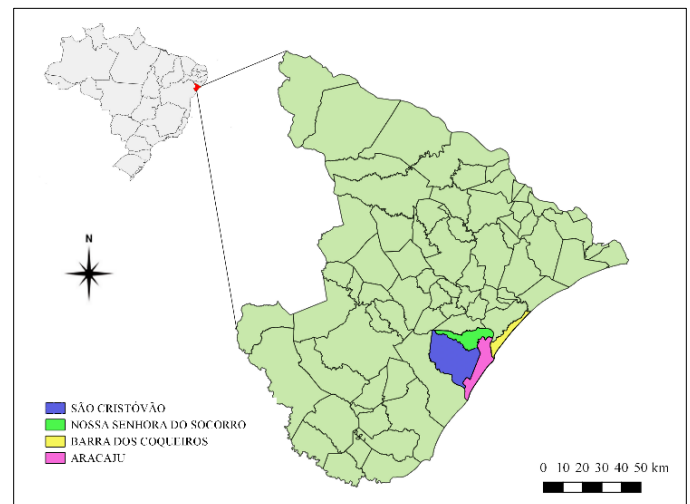 N
SÃO CRISTÓVÃO
NOSSA SENHORA DO SOCORRO
BARRA DOS COQUEIROS
ARACAJU
0 10 20 30 40 50 km